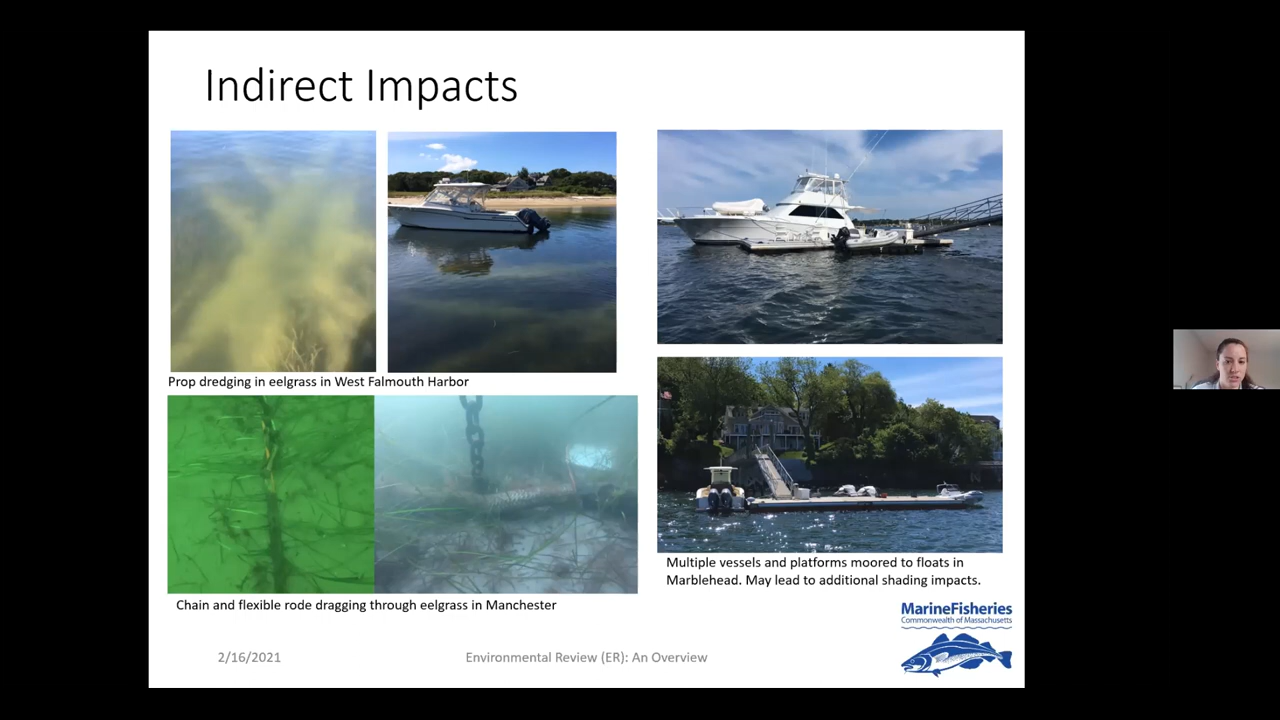 Indirect Impacts
Prop dredging in eelgrass in West Falmouth Harbor
Chain and flexible rode dragging through eelgrass in Manchester
Multiple vessels and platforms moored to floats in
Marblehead. May lead to additional shading impacts.
MarineFisheries
Commonwealth of Massachusetts
2/16/2021
Environmental Review (ER): An Overview